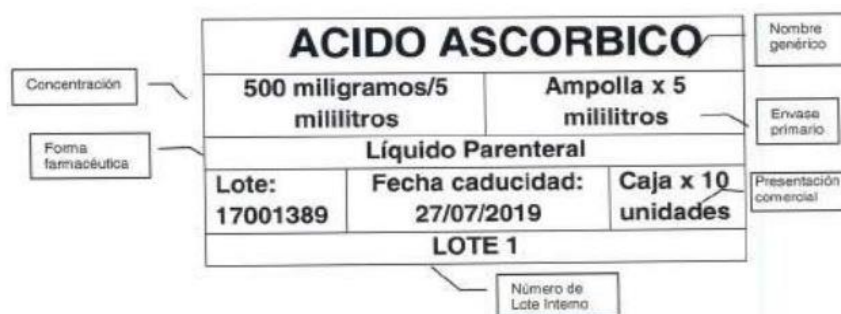 ACIDO ASCORBICO
Nombre
genérico
Concentración
500 miligramos/5
mililitros
Ampolla x 5
mililitros
Envase
primario
Forma
farmacéutica
Líquido Parenteral
Lote:
17001389
Fecha caducidad:
27/07/2019
Caja x 10
unidades
Presentación
comercial
LOTE 1
Número de
Lote Interno